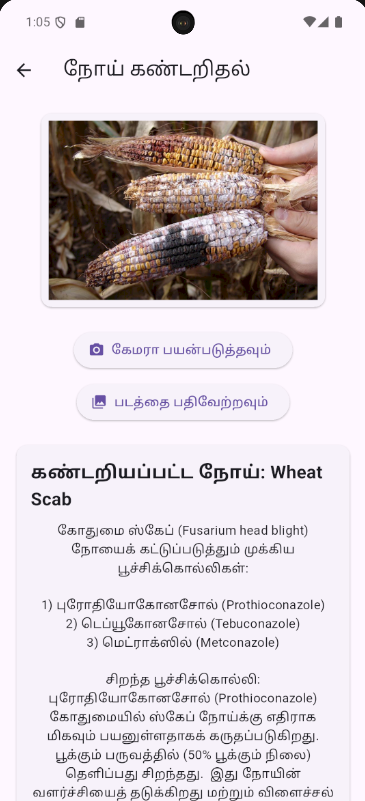 1:05
நோய் கண்டறிதல்
கேமரா பயன்படுத்தவும்
படத்தை பதிவேற்றவும்
கண்டறியப்பட்ட நோய்: Wheat
Scab
கோதுமை ஸ்கேப் (Fusarium head blight)
நோயைக் கட்டுப்படுத்தும் முக்கிய
பூச்சிக்கொல்லிகள்:
1) புரோதியோகோனசோல் (Prothioconazole)
2) டெப்யூகோனசோல் (Tebuconazole)
3) மெட்ராக்ஸில் (Metconazole)
சிறந்த பூச்சிக்கொல்லி:
புரோதியோகோனசோல் (Prothioconazole)
கோதுமையில் ஸ்கேப் நோய்க்கு எதிராக
மிகவும் பயனுள்ளதாகக் கருதப்படுகிறது.
பூக்கும் பருவத்தில் (50% பூக்கும் நிலை)
தெளிப்பது சிறந்தது. இது நோயின்
வளர்ச்சியைத் தடுக்கிறது மற்றும் விளைச்சல்